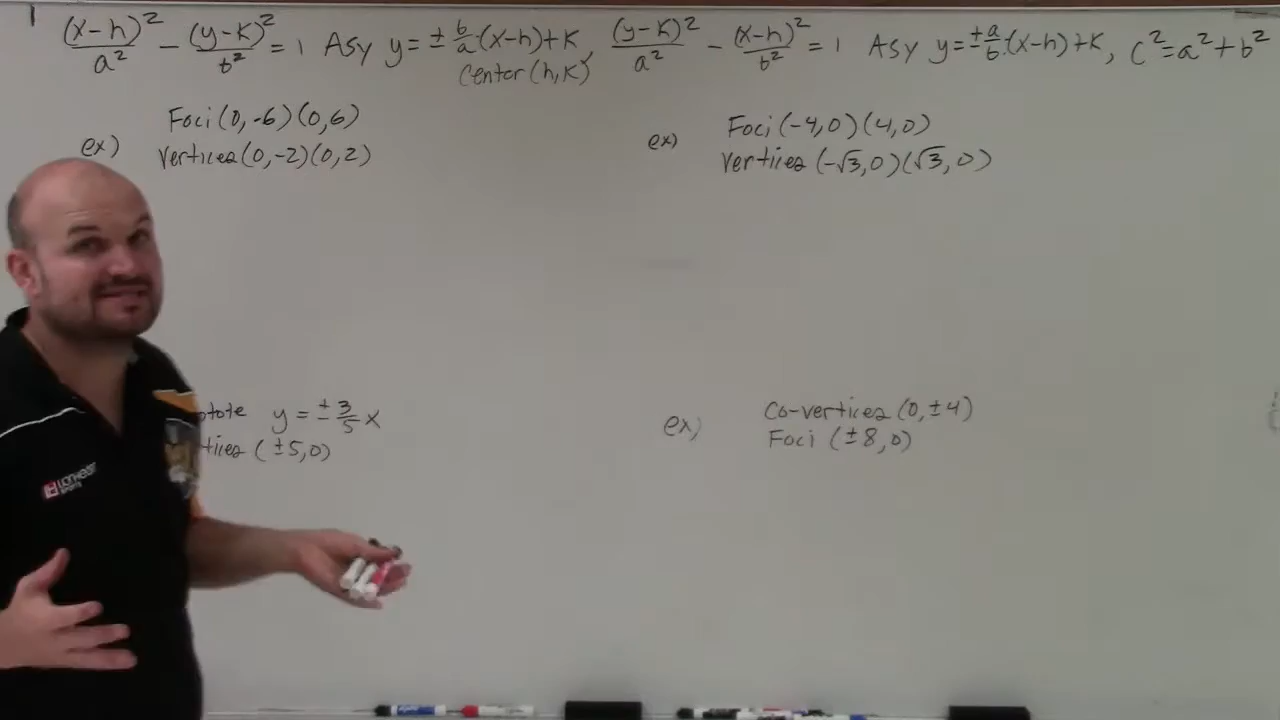 (x-h)²/a² - (y-k)²/b² = 1 Asy y = ± b/a (x-h)+k, (y-k)²/a² - (x-h)²/b² = 1 Asy y = ± a/b (x-h)+k, c² = a² + b²
Center (h,k)
Foci (0,-6)(0,6)
ex) Vertices (0,-2)(0,2)
Foci (-4,0)(4,0)
ex) Vertices (-√3,0)(√3,0)
y = ± 3/5 x
(±5,0)
Co-vertices (0,±4)
ex) Foci (±8,0)